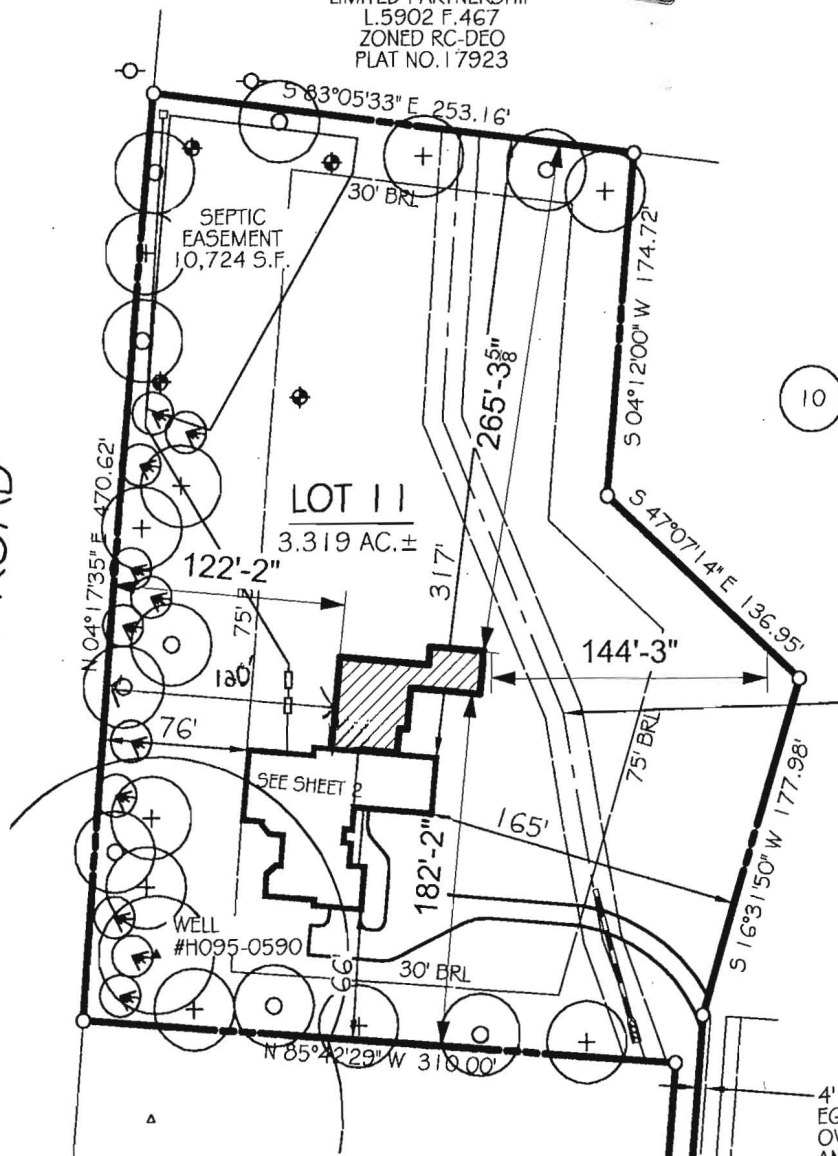 L.5902 F.467
ZONED RC-DEO
PLAT NO.17923
S 83°05'33" E 253.16'
30' BRL
SEPTIC
EASEMENT
10,724 S.F.
S 04°12'00" W 174.72'
265'-3⅝"
10
LOT 11
3.319 AC.±
S 47°07'14" E 136.95'
N 04°17'35" E 470.62'
122'-2"
317'
75'
144'-3"
120'
76'
75' BRL
SEE SHEET 2
165'
182'-2"
S 16°31'50" W 177.98'
WELL
#HO95-0590
66'
30' BRL
N 85°42'29" W 310.00'
4'